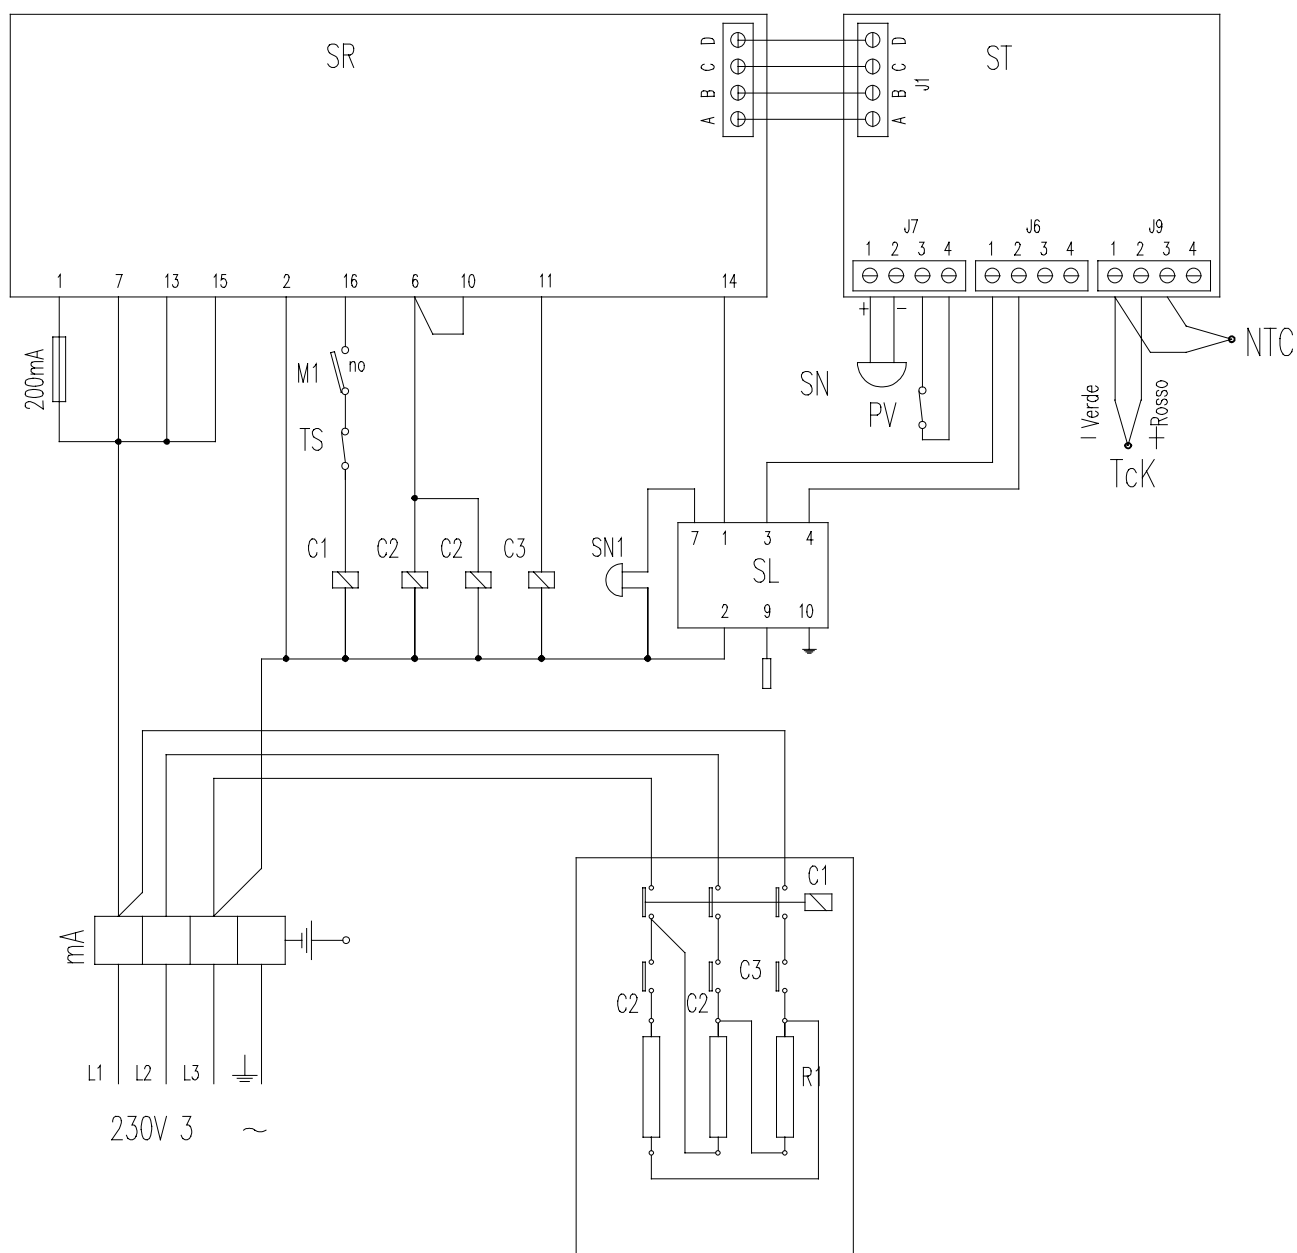 SR
D
C
B
A
D
C
B
A
J1
ST
J7
J6
J9
1 2 3 4
1 2 3 4
1 2 3 4
1 7 13 15 2 16 6 10 11 14
+ -
200mA
M1
no
TS
SN
PV
NTC
- Verde
+Rosso
TcK
C1 C2 C2 C3 SN1
7 1 3 4
SL
2 9 10
C1
mA
C2
C2
C3
R1
L1 L2 L3
230V 3 ~